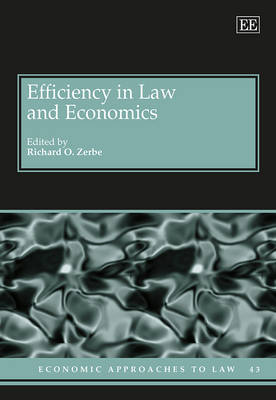 EE
Efficiency in Law
and Economics
Edited by
Richard O. Zerbe
ECONOMIC APPROACHES TO LAW 43